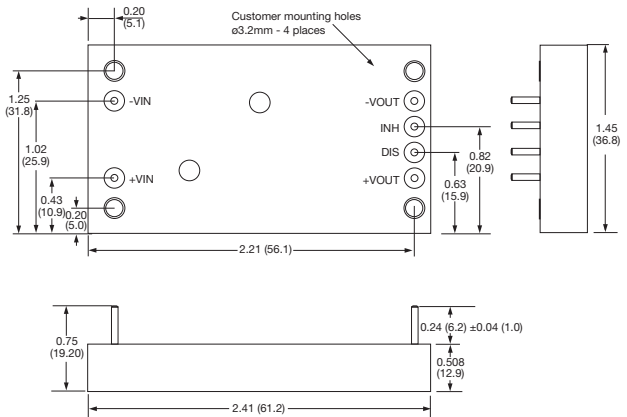 0.20
(5.1)
Customer mounting holes
ø3.2mm - 4 places
1.25
(31.8)
-VIN
1.02
(25.9)
+VIN
0.43
(10.9)
0.20
(5.0)
-VOUT
INH
DIS
+VOUT
0.82
(20.9)
0.63
(15.9)
1.45
(36.8)
2.21 (56.1)
0.75
(19.20)
0.24 (6.2) ±0.04 (1.0)
0.508
(12.9)
2.41 (61.2)